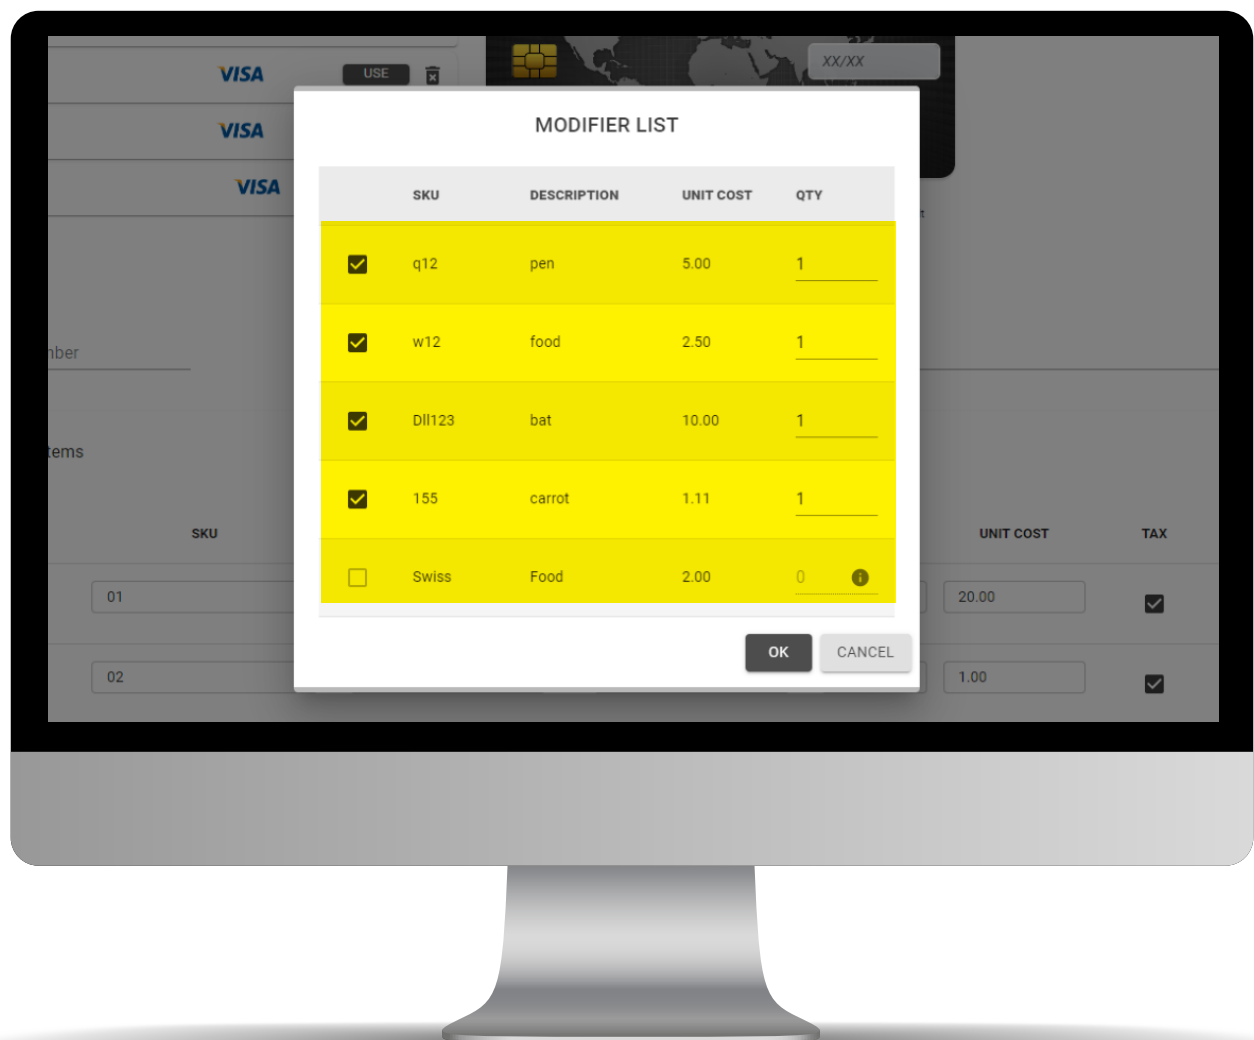 VISA USE XX/XX
VISA
VISA
MODIFIER LIST
SKU DESCRIPTION UNIT COST QTY
q12 pen 5.00 1
w12 food 2.50 1
Dll123 bat 10.00 1
155 carrot 1.11 1
Swiss Food 2.00 0
OK CANCEL
mber
tems
SKU UNIT COST TAX
01 20.00
02 1.00